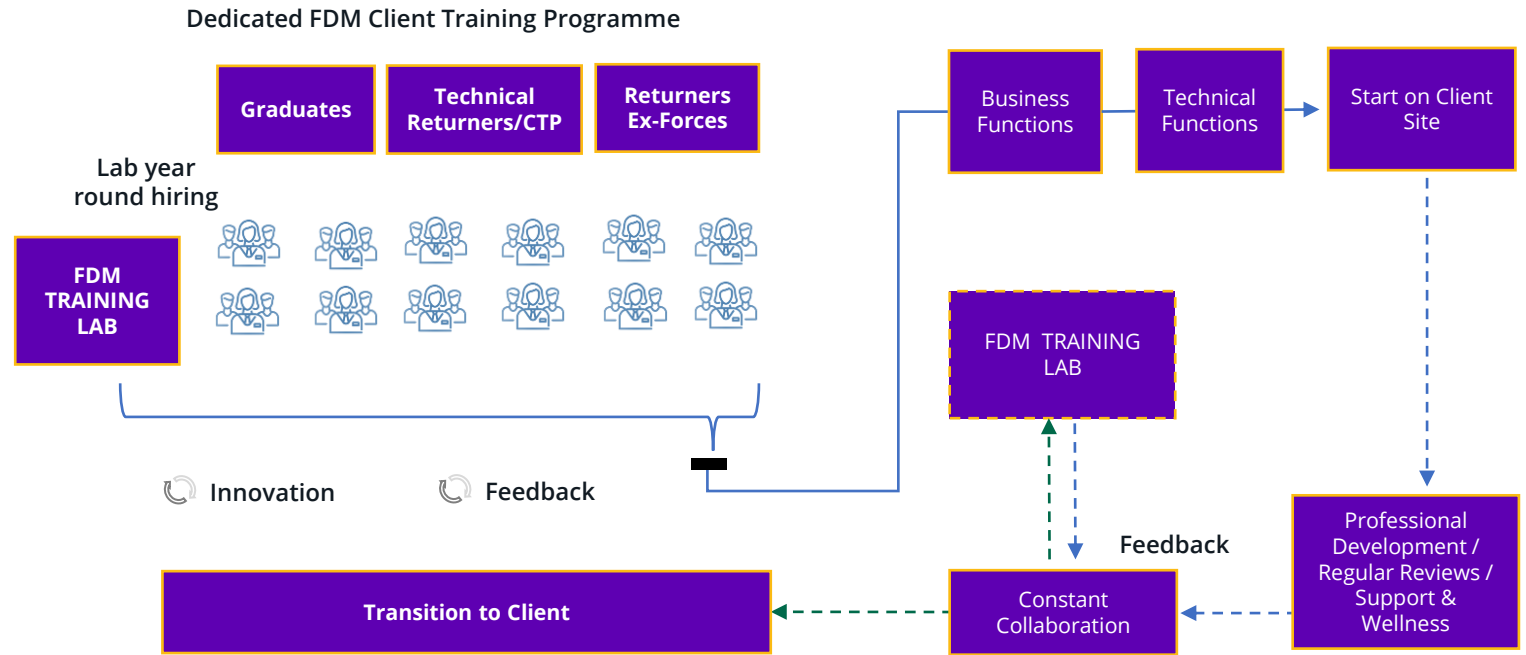 Dedicated FDM Client Training Programme
Graduates
Technical
Returners/CTP
Returners
Ex-Forces
Lab year
round hiring
FDM
TRAINING
LAB
Innovation
Feedback
Business
Functions
Technical
Functions
Start on Client
Site
FDM TRAINING
LAB
Feedback
Professional
Development /
Regular Reviews /
Support &
Wellness
Constant
Collaboration
Transition to Client